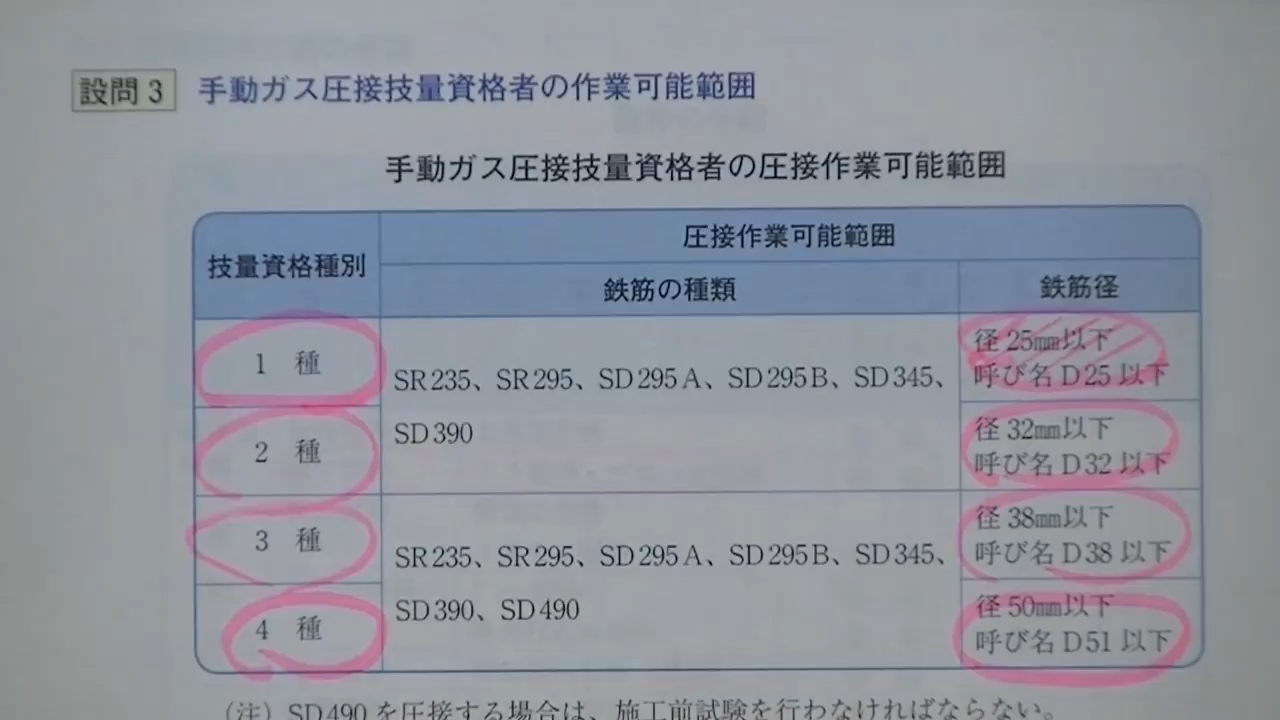 設問 3 手動ガス圧接技量資格者の作業可能範囲
手動ガス圧接技量資格者の圧接作業可能範囲
技量資格種別
圧接作業可能範囲
鉄筋の種類
鉄筋径
1 種
SR235、SR295、SD295A、SD295B、SD345、
SD390
径25㎜以下
呼び名D25以下
2 種
径32㎜以下
呼び名D32以下
3 種
SR235、SR295、SD295A、SD295B、SD345、
SD390、SD490
径38㎜以下
呼び名D38以下
4 種
径50㎜以下
呼び名D51以下
（注）SD490を圧接する場合は、施工前試験を行わなければならない。